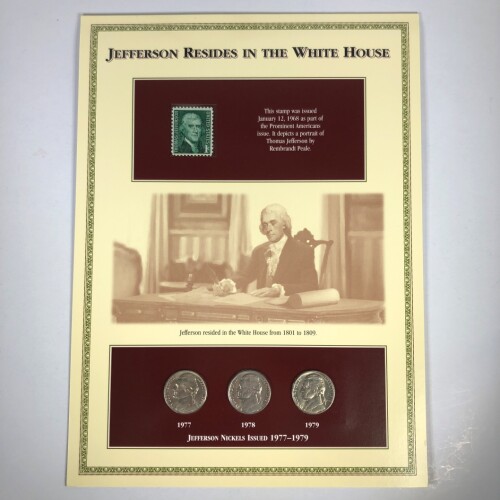 JEFFERSON RESIDES IN THE WHITE HOUSE
This stamp was issued
January 12, 1968 as part of
the Prominent Americans
issue. It depicts a portrait of
Thomas Jefferson by
Rembrandt Peale.
Jefferson resided in the White House from 1801 to 1809.
1977 1978 1979
JEFFERSON NICKELS ISSUED 1977–1979